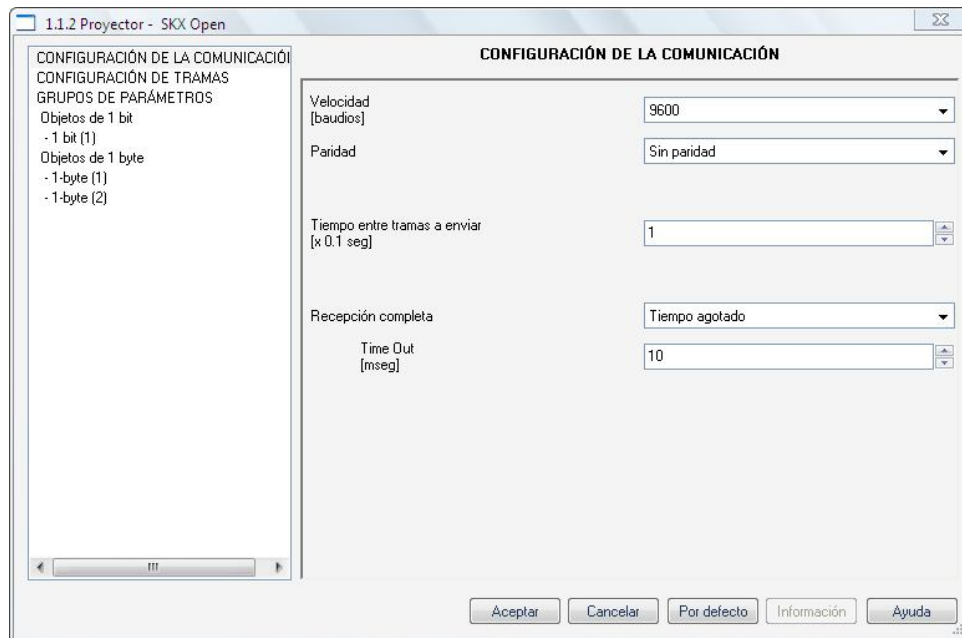 1.1.2 Proyector - SKX Open
CONFIGURACIÓN DE LA COMUNICACIÓI
CONFIGURACIÓN DE TRAMAS
GRUPOS DE PARÁMETROS
Objetos de 1 bit
- 1 bit (1)
Objetos de 1 byte
- 1-byte (1)
- 1-byte (2)
CONFIGURACIÓN DE LA COMUNICACIÓN
Velocidad
[baudios]
9600
Paridad
Sin paridad
Tiempo entre tramas a enviar
[x 0.1 seg]
1
Recepción completa
Tiempo agotado
Time Out
[mseg]
10
Aceptar
Cancelar
Por defecto
Información
Ayuda